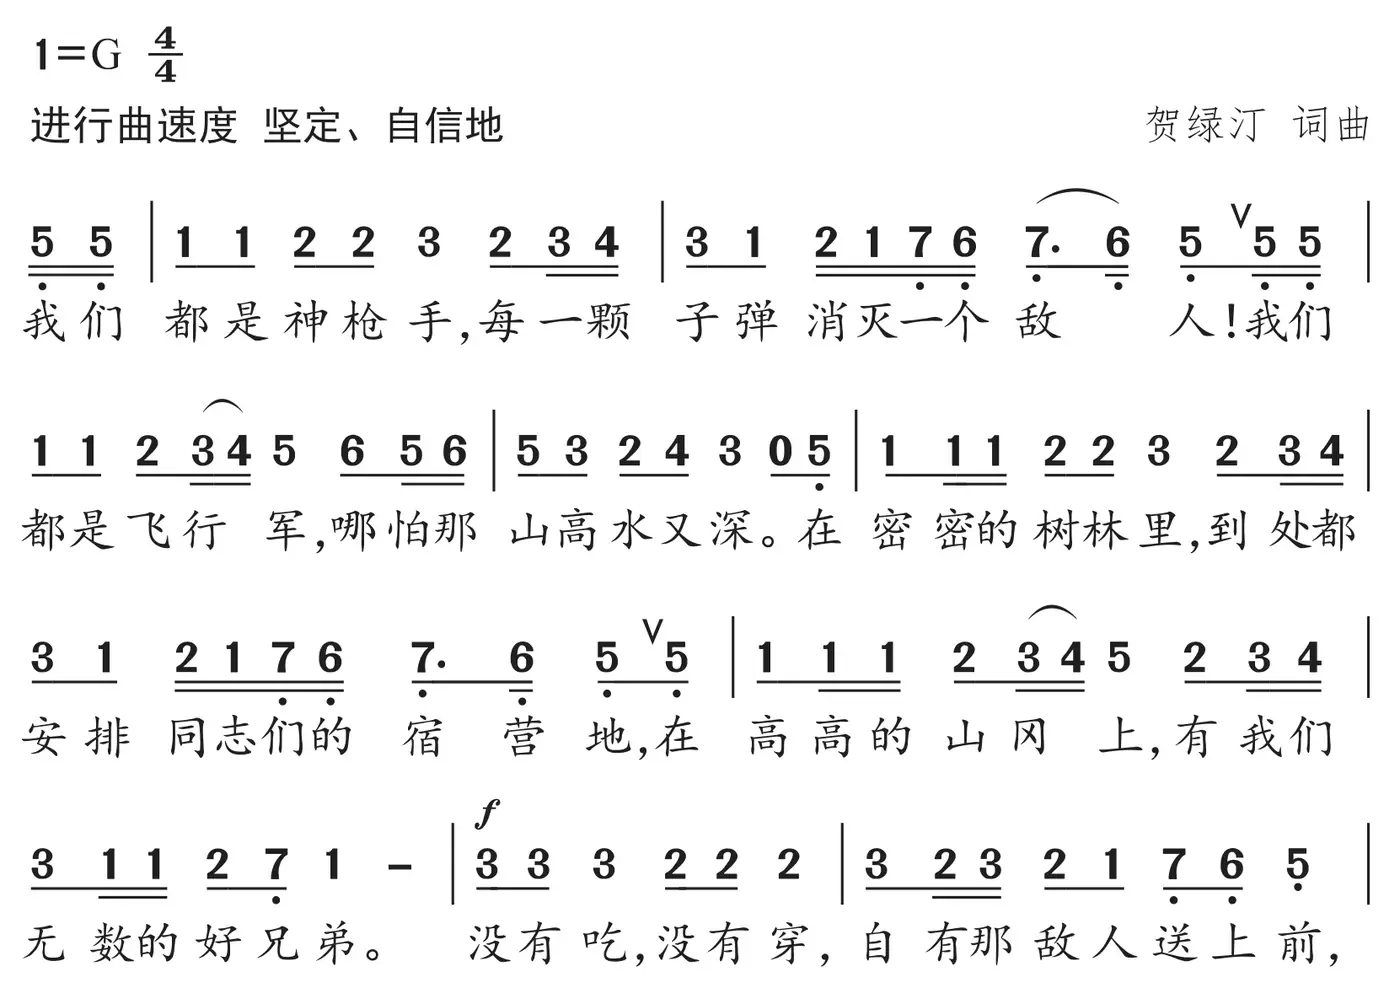 1=G 4/4
进行曲速度 坚定、自信地 贺绿汀 词曲
5 5 | 1 1 2 2 3 2 3 4 | 3 1 2 1 7 6 7. 6 5 V 5 5 |
我们 都是神枪手,每一颗 子弹消灭一个敌 人!我们
1 1 2 3 4 5 6 5 6 | 5 3 2 4 3 0 5 | 1 1 1 2 2 3 2 3 4 |
都是飞行 军,哪怕那 山高水又深。在 密密的树林里,到处都
3 1 2 1 7 6 7. 6 5 V 5 | 1 1 1 2 3 4 5 2 3 4 |
安排 同志们的 宿 营 地,在 高高的山冈 上,有我们
f
3 1 1 2 7 1 - | 3 3 3 2 2 2 | 3 2 3 2 1 7 6 5 |
无数的好兄弟。 没有吃,没有穿, 自有那敌人送上前,